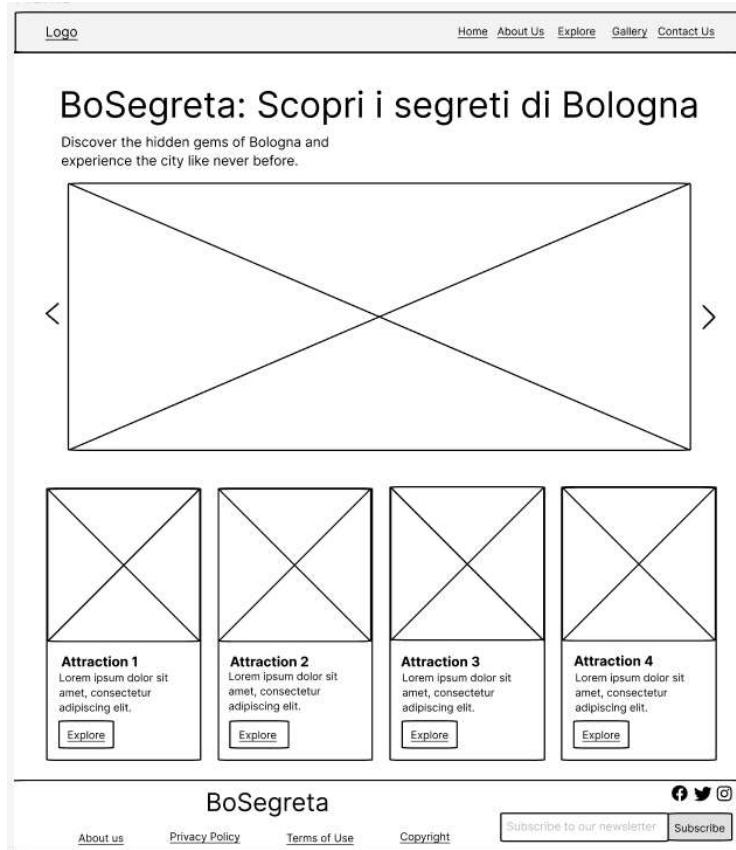 Logo
Home About Us Explore Gallery Contact Us
BoSegreta: Scopri i segreti di Bologna
Discover the hidden gems of Bologna and
experience the city like never before.
Attraction 1
Lorem ipsum dolor sit
amet, consectetur
adipiscing elit.
Explore
Attraction 2
Lorem ipsum dolor sit
amet, consectetur
adipiscing elit.
Explore
Attraction 3
Lorem ipsum dolor sit
amet, consectetur
adipiscing elit.
Explore
Attraction 4
Lorem ipsum dolor sit
amet, consectetur
adipiscing elit.
Explore
BoSegreta
About us Privacy Policy Terms of Use Copyright
Subscribe to our newsletter Subscribe